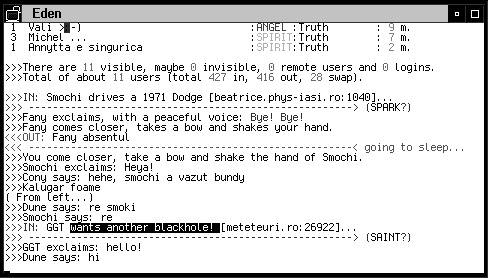 Eden
1 Vali >|-) :ANGEL :Truth : 9 m.
3 Michel ... :SPIRIT:Truth : 7 m.
1 Annytta e singurica :SPIRIT:Truth : 2 m.
>>>There are 11 visible, maybe 0 invisible, 0 remote users and 0 logins.
>>>Total of about 11 users (total 427 in, 416 out, 28 swap).
>>>IN: Smochi drives a 1971 Dodge [beatrice.phys-iasi.ro:1040]...
>>> -----------------------------------------------> (SPARK?)
>>>Fany exclaims, with a peaceful voice: Bye! Bye!
>>>Fany comes closer, takes a bow and shakes your hand.
<<<OUT: Fany absentul
<<< -----------------------------------------------< going to sleep...
>>>You come closer, take a bow and shake the hand of Smochi.
>>>Smochi exclaims: Heya!
>>>Cony says: hehe, smochi a vazut bundy
>>>Kalugar foame
( From left...)
>>>Dune says: re smoki
>>>Smochi says: re
>>>IN: GGT wants another blackhole! [meteteuri.ro:26922]...
>>> -----------------------------------------------> (SAINT?)
>>>GGT exclaims: hello!
>>>Dune says: hi